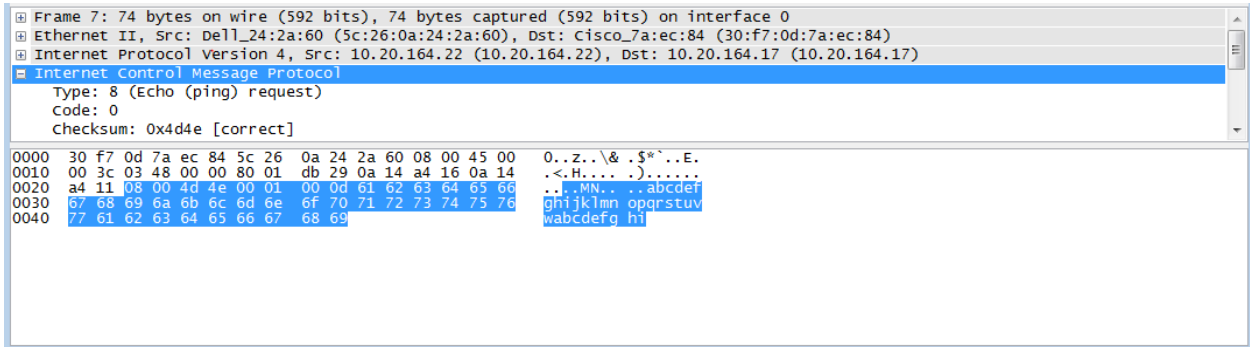 Frame 7: 74 bytes on wire (592 bits), 74 bytes captured (592 bits) on interface 0
Ethernet II, Src: Dell_24:2a:60 (5c:26:0a:24:2a:60), Dst: Cisco_7a:ec:84 (30:f7:0d:7a:ec:84)
Internet Protocol Version 4, Src: 10.20.164.22 (10.20.164.22), Dst: 10.20.164.17 (10.20.164.17)
Internet Control Message Protocol
Type: 8 (Echo (ping) request)
Code: 0
Checksum: 0x4d4e [correct]
0000 30 f7 0d 7a ec 84 5c 26 0a 24 2a 60 08 00 45 00 0..z..\& .$*`..E.
0010 00 3c 03 48 00 00 80 01 db 29 0a 14 a4 16 0a 14 .<.H.... .)......
0020 a4 11 08 00 4d 4e 00 01 00 0d 61 62 63 64 65 66 ....MN.. ..abcdef
0030 67 68 69 6a 6b 6c 6d 6e 6f 70 71 72 73 74 75 76 ghijklmn opqrstuv
0040 77 61 62 63 64 65 66 67 68 69 wabcdefg hi